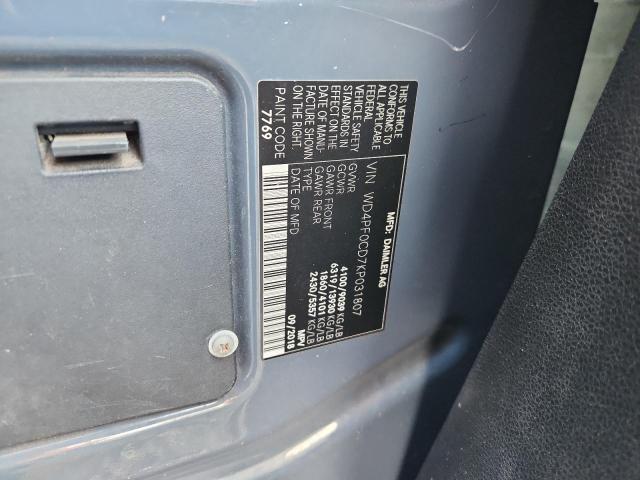 MFD: DAIMLER AG
VIN WD4PF0CD7KP031807
THIS VEHICLE
CONFORMS TO
ALL APPLICABLE
FEDERAL
VEHICLE SAFETY
STANDARDS IN
EFFECT ON THE
DATE OF MANU-
FACTURE SHOWN
ON THE RIGHT.
PAINT CODE
7769
GVWR 4100/9039 KG/LB
GCWR 6319/13930 KG/LB
GAWR FRONT 1860/4101 KG/LB
GAWR REAR 2430/5357 KG/LB
TYPE MPV
DATE OF MFD 09/2018